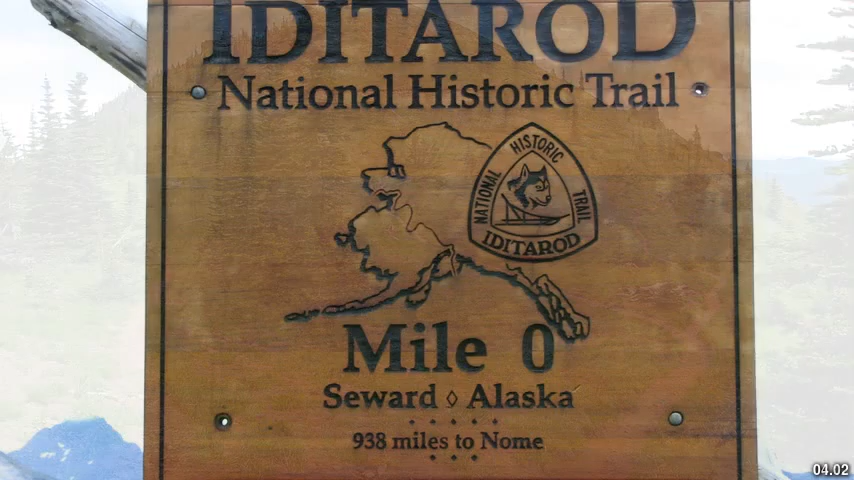 IDITAROD
National Historic Trail
NATIONAL HISTORIC TRAIL
IDITAROD
Mile 0
Seward ◊ Alaska
938 miles to Nome
04.02